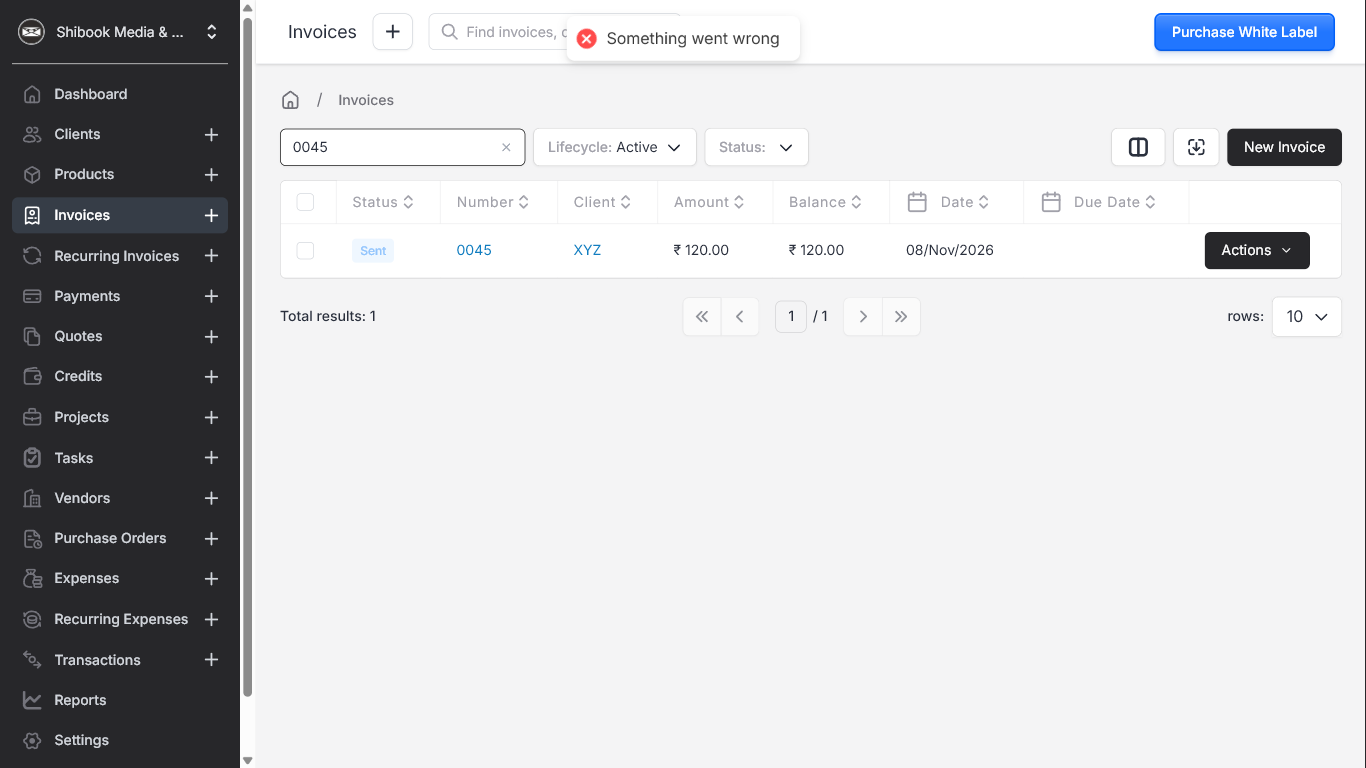 Shibook Media & ...
Dashboard
Clients
Products
Invoices
Recurring Invoices
Payments
Quotes
Credits
Projects
Tasks
Vendors
Purchase Orders
Expenses
Recurring Expenses
Transactions
Reports
Settings
Invoices
Find invoices,
Something went wrong
Purchase White Label
/ Invoices
0045
Lifecycle: Active
Status:
New Invoice
Status Number Client Amount Balance Date Due Date
Sent 0045 XYZ ₹ 120.00 ₹ 120.00 08/Nov/2026 Actions
Total results: 1
1 / 1
rows: 10